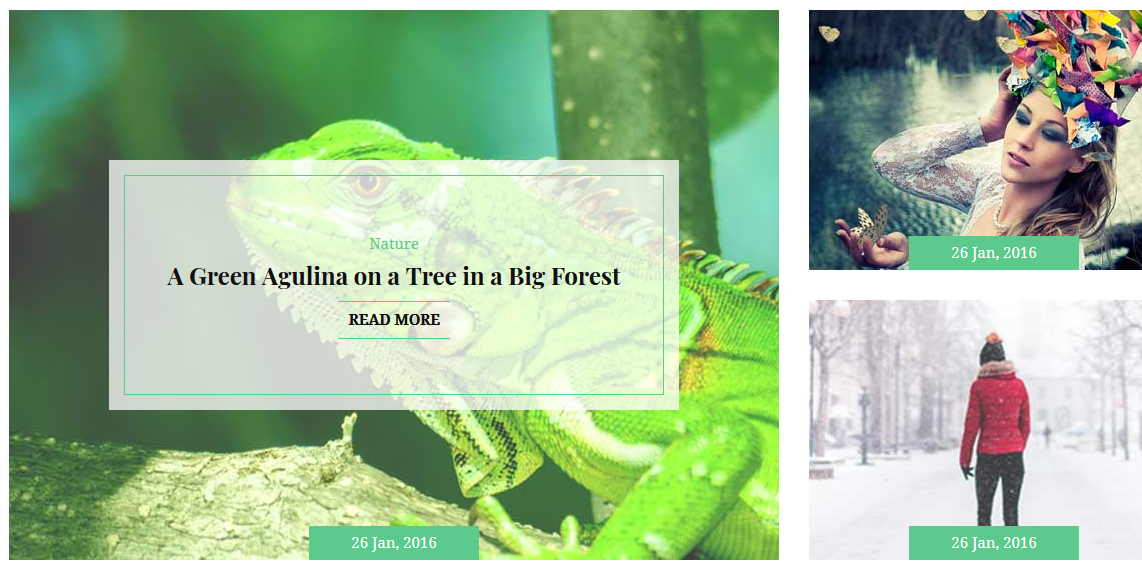 Nature
A Green Agulina on a Tree in a Big Forest
READ MORE
26 Jan, 2016
26 Jan, 2016
26 Jan, 2016